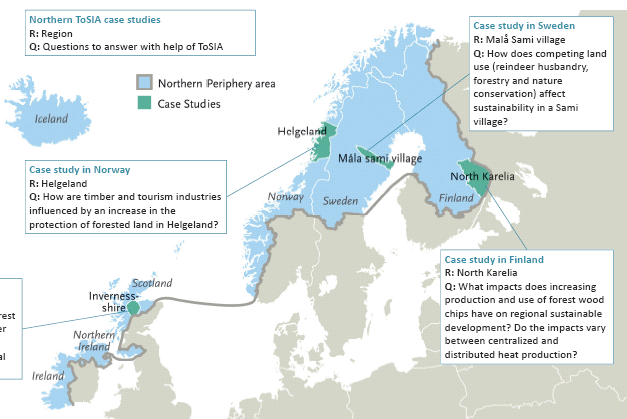 Northern ToSIA case studies
R: Region
Q: Questions to answer with help of ToSIA
Case study in Sweden
R: Malå Sami village
Q: How does competing land
use (reindeer husbandry,
forestry and nature
conservation) affect
sustainability in a Sami
village?
Northern Periphery area
Case Studies
Iceland
Helgeland
Måla sami village
North Karelia
Case study in Norway
R: Helgeland
Q: How are timber and tourism industries
influenced by an increase in the
protection of forested land in Helgeland?
Norway
Sweden
Finland
Case study in Finland
R: North Karelia
Q: What impacts does increasing
production and use of forest wood
chips have on regional sustainable
development? Do the impacts vary
between centralized and
distributed heat production?
Scotland
Inverness-
shire
Northern
Ireland
Ireland